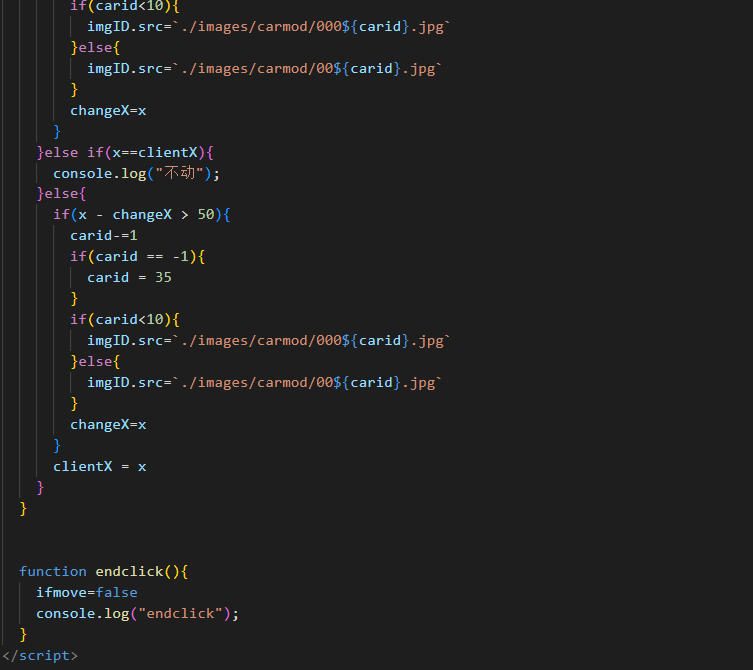 if(carid<10){
imgID.src=`./images/carmod/000${carid}.jpg`
}else{
imgID.src=`./images/carmod/00${carid}.jpg`
}
changeX=x
}
}else if(x==clientX){
console.log("不动");
}else{
if(x - changeX > 50){
carid-=1
if(carid == -1){
carid = 35
}
if(carid<10){
imgID.src=`./images/carmod/000${carid}.jpg`
}else{
imgID.src=`./images/carmod/00${carid}.jpg`
}
changeX=x
}
clientX = x
}
}
function endclick(){
ifmove=false
console.log("endclick");
}
</script>